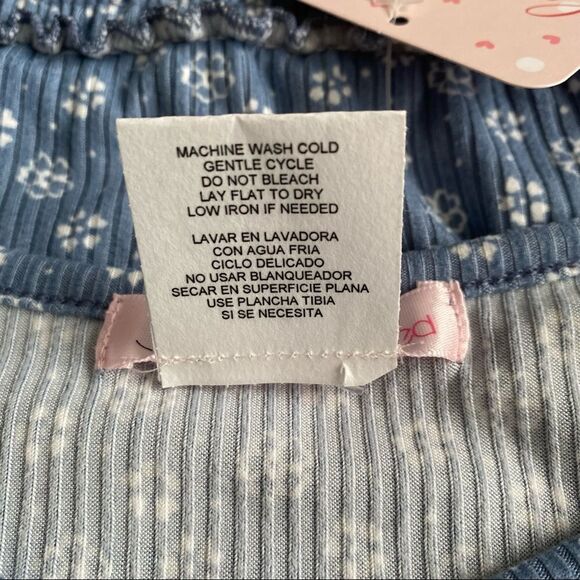 MACHINE WASH COLD
GENTLE CYCLE
DO NOT BLEACH
LAY FLAT TO DRY
LOW IRON IF NEEDED
LAVAR EN LAVADORA
CON AGUA FRIA
CICLO DELICADO
NO USAR BLANQUEADOR
SECAR EN SUPERFICIE PLANA
USE PLANCHA TIBIA
SI SE NECESITA